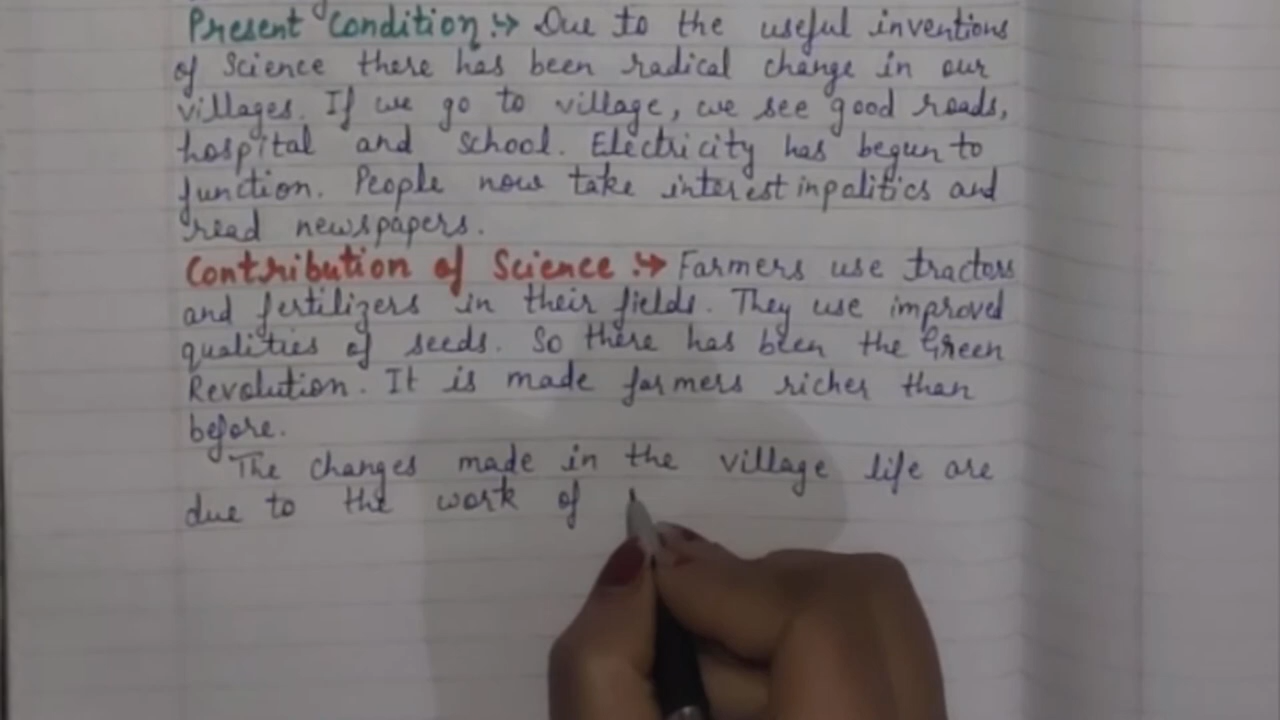 Present Condition :→ Due to the useful inventions
of Science there has been radical change in our
villages. If we go to village, we see good roads,
hospital and school. Electricity has begun to
function. People now take interest in palitics and
read newspapers.
Contribution of Science :→ Farmers use tractors
and fertilizers in their fields. They use improved
qualities of seeds. So there has been the Green
Revolution. It is made farmers richer than
before.
The changes made in the village life are
due to the work of